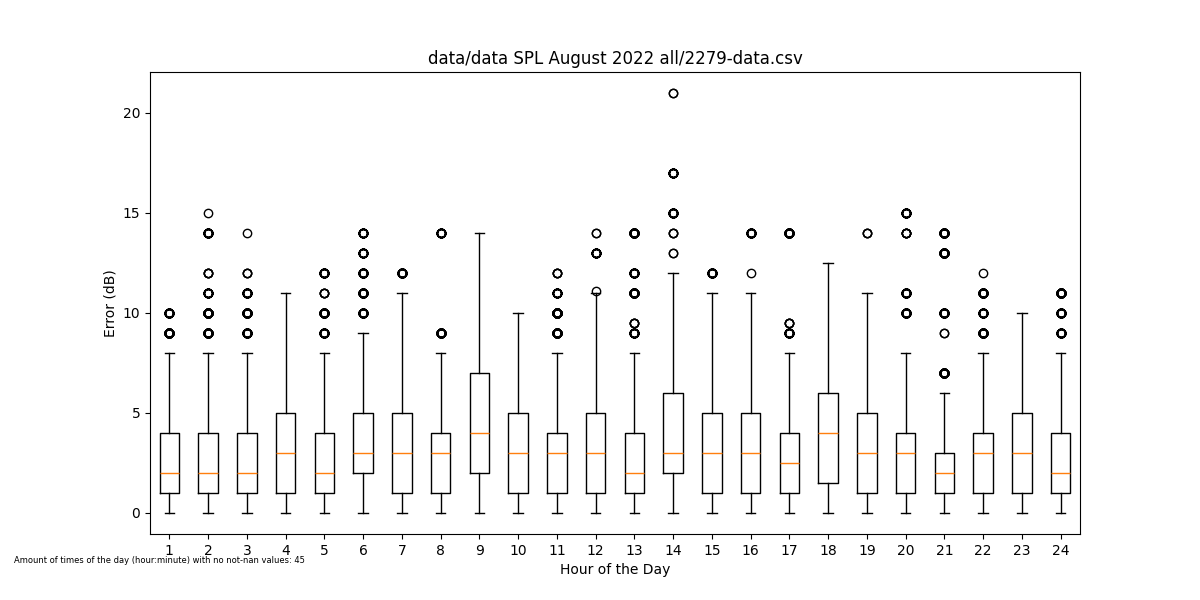 data/data SPL August 2022 all/2279-data.csv
Error (dB)
20
15
10
5
0
1 2 3 4 5 6 7 8 9 10 11 12 13 14 15 16 17 18 19 20 21 22 23 24
Amount of times of the day (hour:minute) with no not-nan values: 45
Hour of the Day